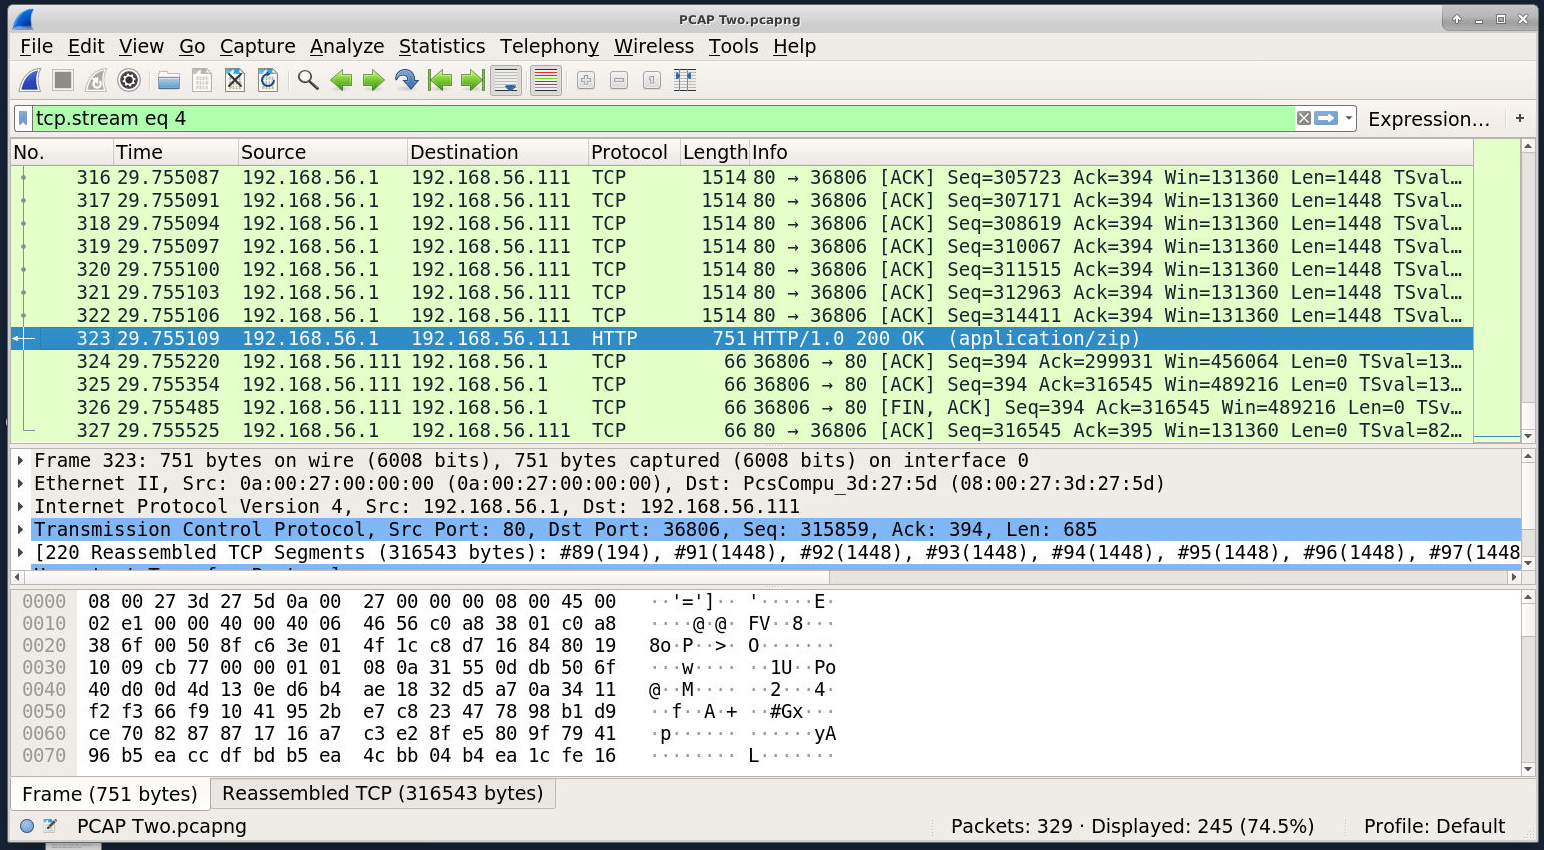 PCAP Two.pcapng
File Edit View Go Capture Analyze Statistics Telephony Wireless Tools Help
tcp.stream eq 4 Expression… +
No. Time Source Destination Protocol Length Info
316 29.755087 192.168.56.1 192.168.56.111 TCP 1514 80 → 36806 [ACK] Seq=305723 Ack=394 Win=131360 Len=1448 TSval…
317 29.755091 192.168.56.1 192.168.56.111 TCP 1514 80 → 36806 [ACK] Seq=307171 Ack=394 Win=131360 Len=1448 TSval…
318 29.755094 192.168.56.1 192.168.56.111 TCP 1514 80 → 36806 [ACK] Seq=308619 Ack=394 Win=131360 Len=1448 TSval…
319 29.755097 192.168.56.1 192.168.56.111 TCP 1514 80 → 36806 [ACK] Seq=310067 Ack=394 Win=131360 Len=1448 TSval…
320 29.755100 192.168.56.1 192.168.56.111 TCP 1514 80 → 36806 [ACK] Seq=311515 Ack=394 Win=131360 Len=1448 TSval…
321 29.755103 192.168.56.1 192.168.56.111 TCP 1514 80 → 36806 [ACK] Seq=312963 Ack=394 Win=131360 Len=1448 TSval…
322 29.755106 192.168.56.1 192.168.56.111 TCP 1514 80 → 36806 [ACK] Seq=314411 Ack=394 Win=131360 Len=1448 TSval…
323 29.755109 192.168.56.1 192.168.56.111 HTTP 751 HTTP/1.0 200 OK (application/zip)
324 29.755220 192.168.56.111 192.168.56.1 TCP 66 36806 → 80 [ACK] Seq=394 Ack=299931 Win=456064 Len=0 TSval=13…
325 29.755354 192.168.56.111 192.168.56.1 TCP 66 36806 → 80 [ACK] Seq=394 Ack=316545 Win=489216 Len=0 TSval=13…
326 29.755485 192.168.56.111 192.168.56.1 TCP 66 36806 → 80 [FIN, ACK] Seq=394 Ack=316545 Win=489216 Len=0 TSv…
327 29.755525 192.168.56.1 192.168.56.111 TCP 66 80 → 36806 [ACK] Seq=316545 Ack=395 Win=131360 Len=0 TSval=82…
Frame 323: 751 bytes on wire (6008 bits), 751 bytes captured (6008 bits) on interface 0
Ethernet II, Src: 0a:00:27:00:00:00 (0a:00:27:00:00:00), Dst: PcsCompu_3d:27:5d (08:00:27:3d:27:5d)
Internet Protocol Version 4, Src: 192.168.56.1, Dst: 192.168.56.111
Transmission Control Protocol, Src Port: 80, Dst Port: 36806, Seq: 315859, Ack: 394, Len: 685
[220 Reassembled TCP Segments (316543 bytes): #89(194), #91(1448), #92(1448), #93(1448), #94(1448), #95(1448), #96(1448), #97(1448
0000 08 00 27 3d 27 5d 0a 00 27 00 00 00 08 00 45 00 ··'=']·· '·····E·
0010 02 e1 00 00 40 00 40 06 46 56 c0 a8 38 01 c0 a8 ····@·@· FV··8···
0020 38 6f 00 50 8f c6 3e 01 4f 1c c8 d7 16 84 80 19 8o·P··>· O·······
0030 10 09 cb 77 00 00 01 01 08 0a 31 55 0d db 50 6f ···w···· ··1U··Po
0040 40 d0 0d 4d 13 0e d6 b4 ae 18 32 d5 a7 0a 34 11 @··M···· ··2···4·
0050 f2 f3 66 f9 10 41 95 2b e7 c8 23 47 78 98 b1 d9 ··f··A·+ ··#Gx···
0060 ce 70 82 87 87 17 16 a7 c3 e2 8f e5 80 9f 79 41 ·p······ ······yA
0070 96 b5 ea cc df bd b5 ea 4c bb 04 b4 ea 1c fe 16 ········ L·······
Frame (751 bytes) Reassembled TCP (316543 bytes)
PCAP Two.pcapng Packets: 329 · Displayed: 245 (74.5%) Profile: Default